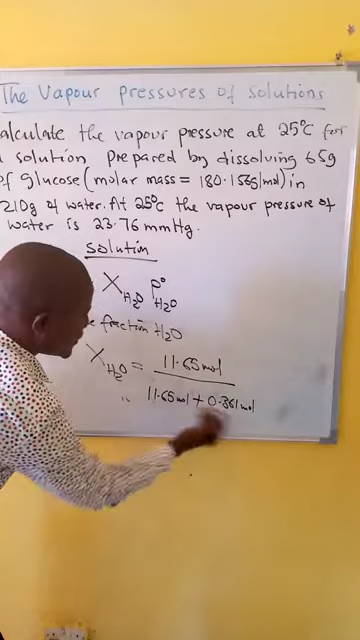 The Vapour pressures of solutions
alculate the vapour pressure at 25°C for
solution prepared by dissolving 65g
of Glucose (molar mass = 180.156g/mol) in
210g of water. At 25°C the vapour pressure of
water is 23.76 mmHg.
Solution
X H₂O P° H₂O
fraction H₂O
X H₂O = 11.65mol
11.65mol + 0.361mol